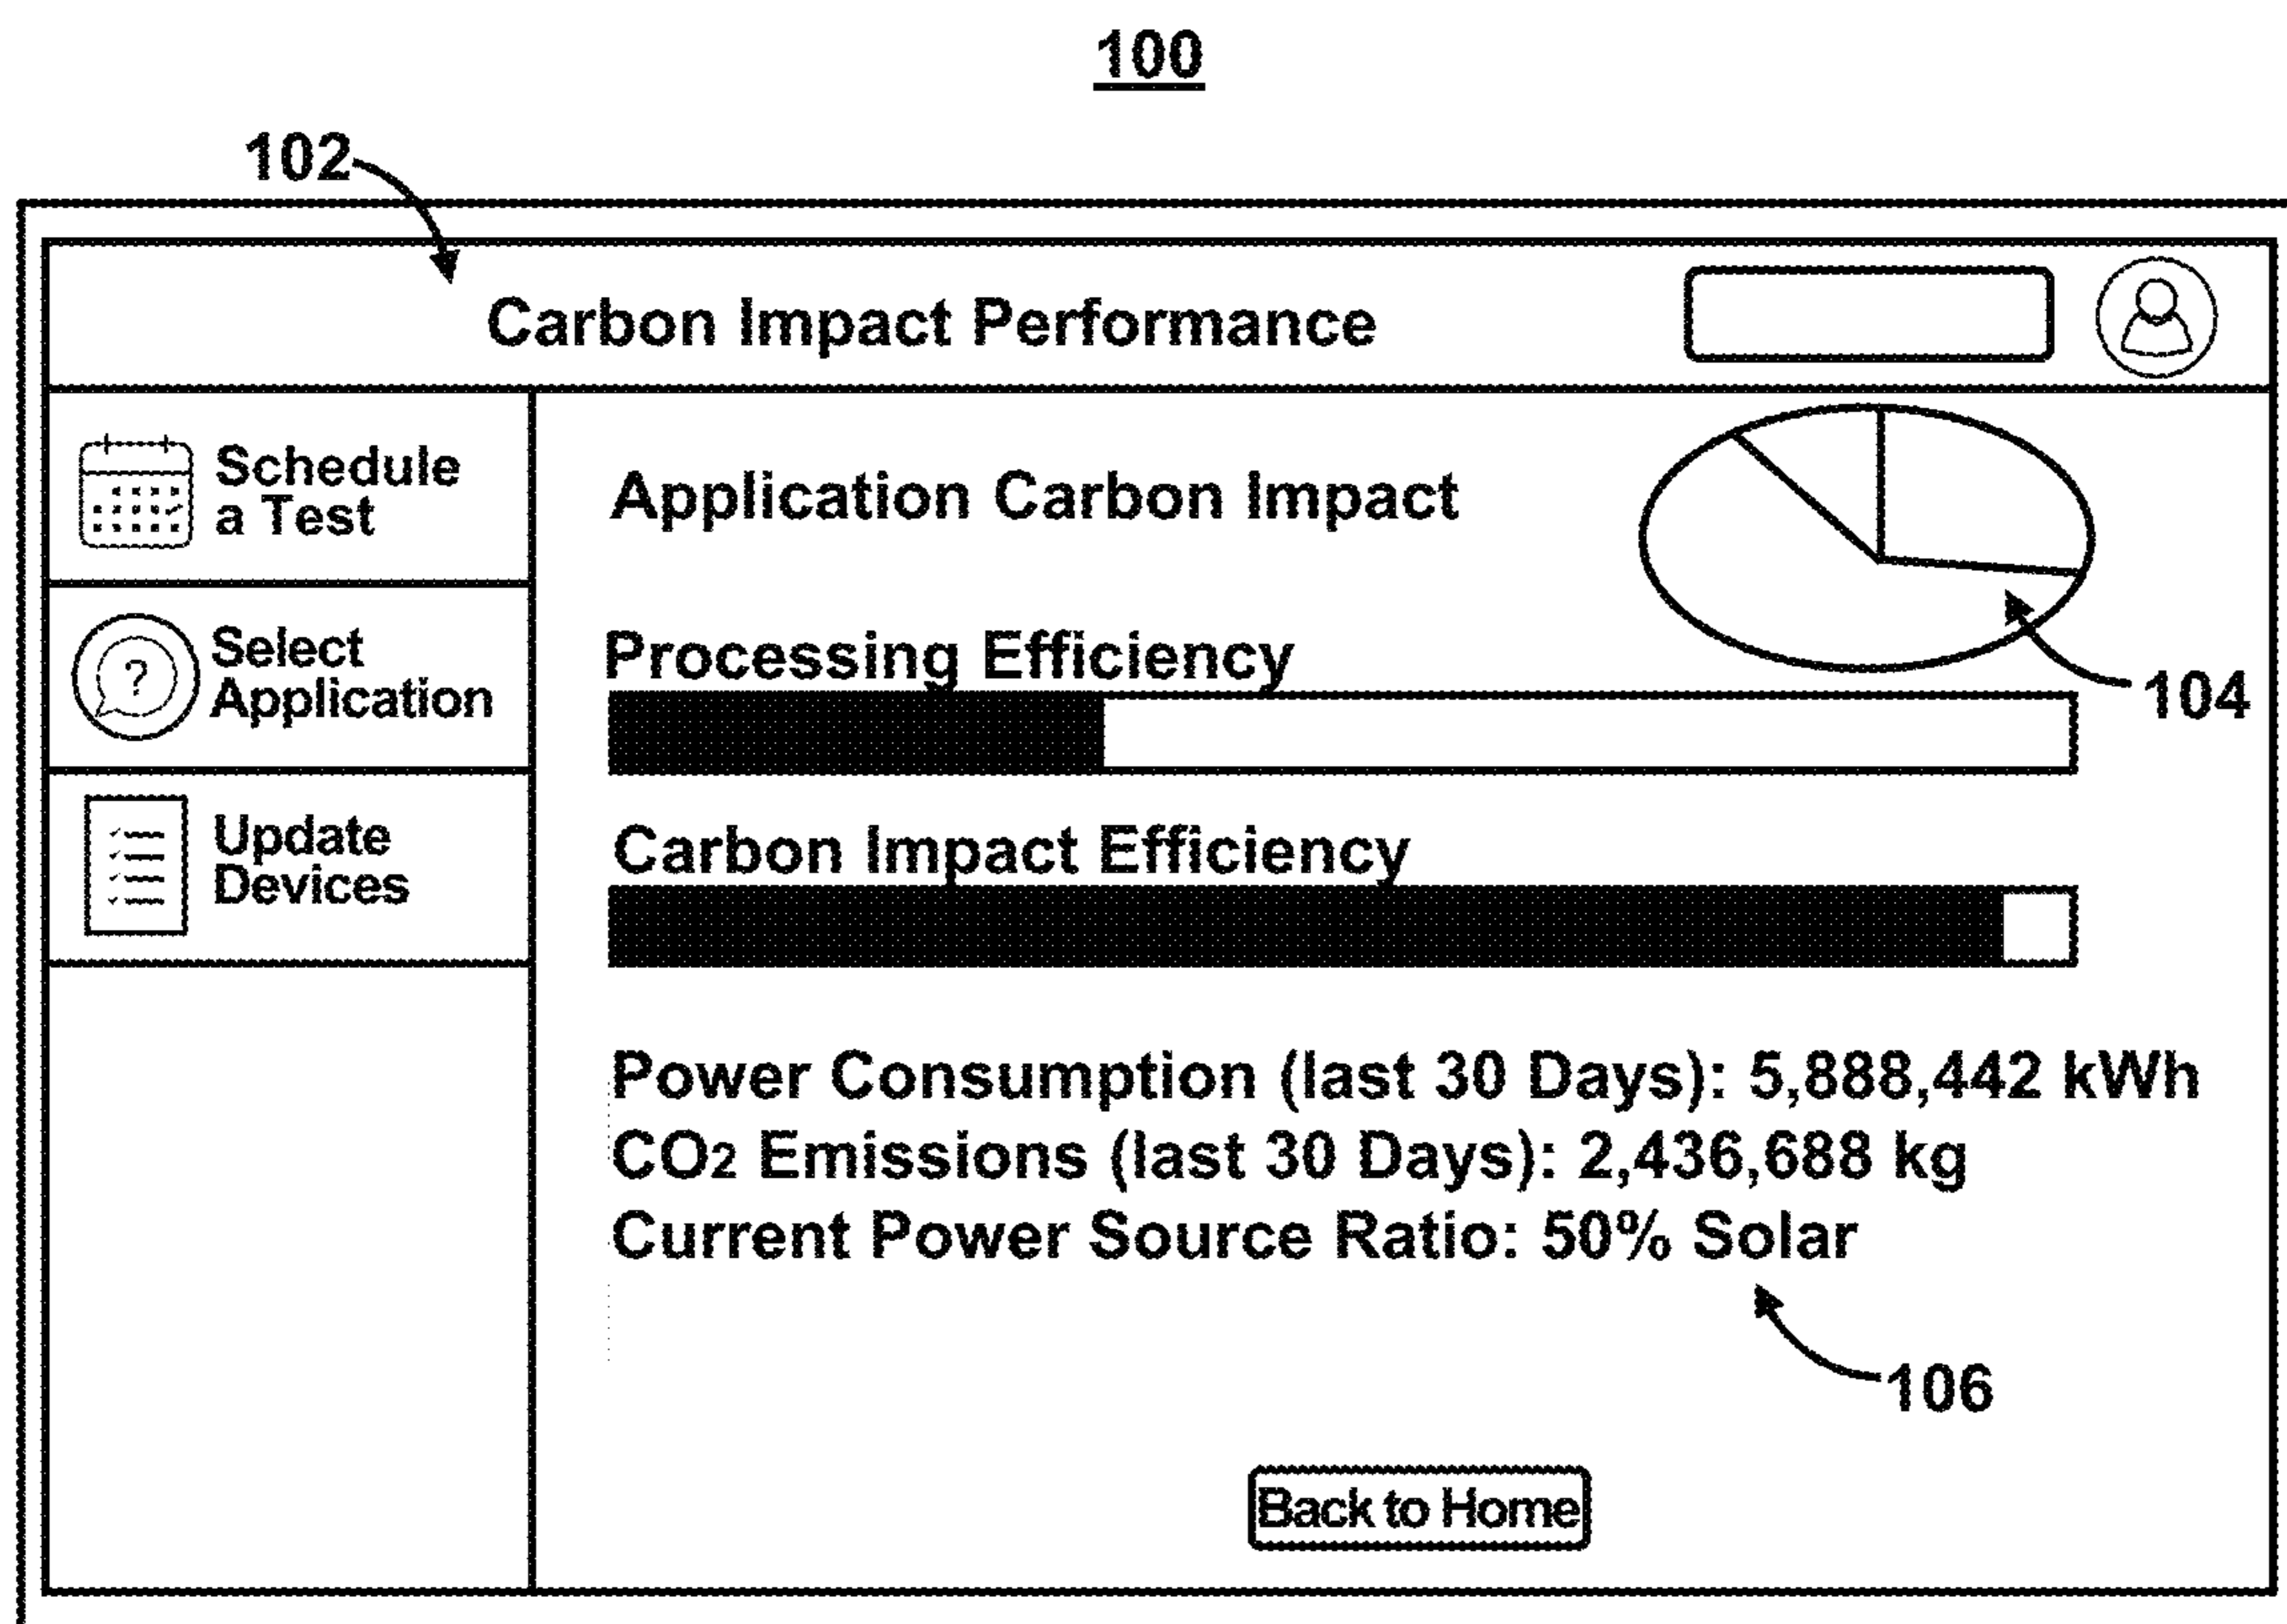 100
102
Carbon Impact Performance
Schedule
a Test
Select
Application
Update
Devices
Application Carbon Impact
104
Processing Efficiency
Carbon Impact Efficiency
Power Consumption (last 30 Days): 5,888,442 kWh
CO2 Emissions (last 30 Days): 2,436,688 kg
Current Power Source Ratio: 50% Solar
106
Back to Home
?